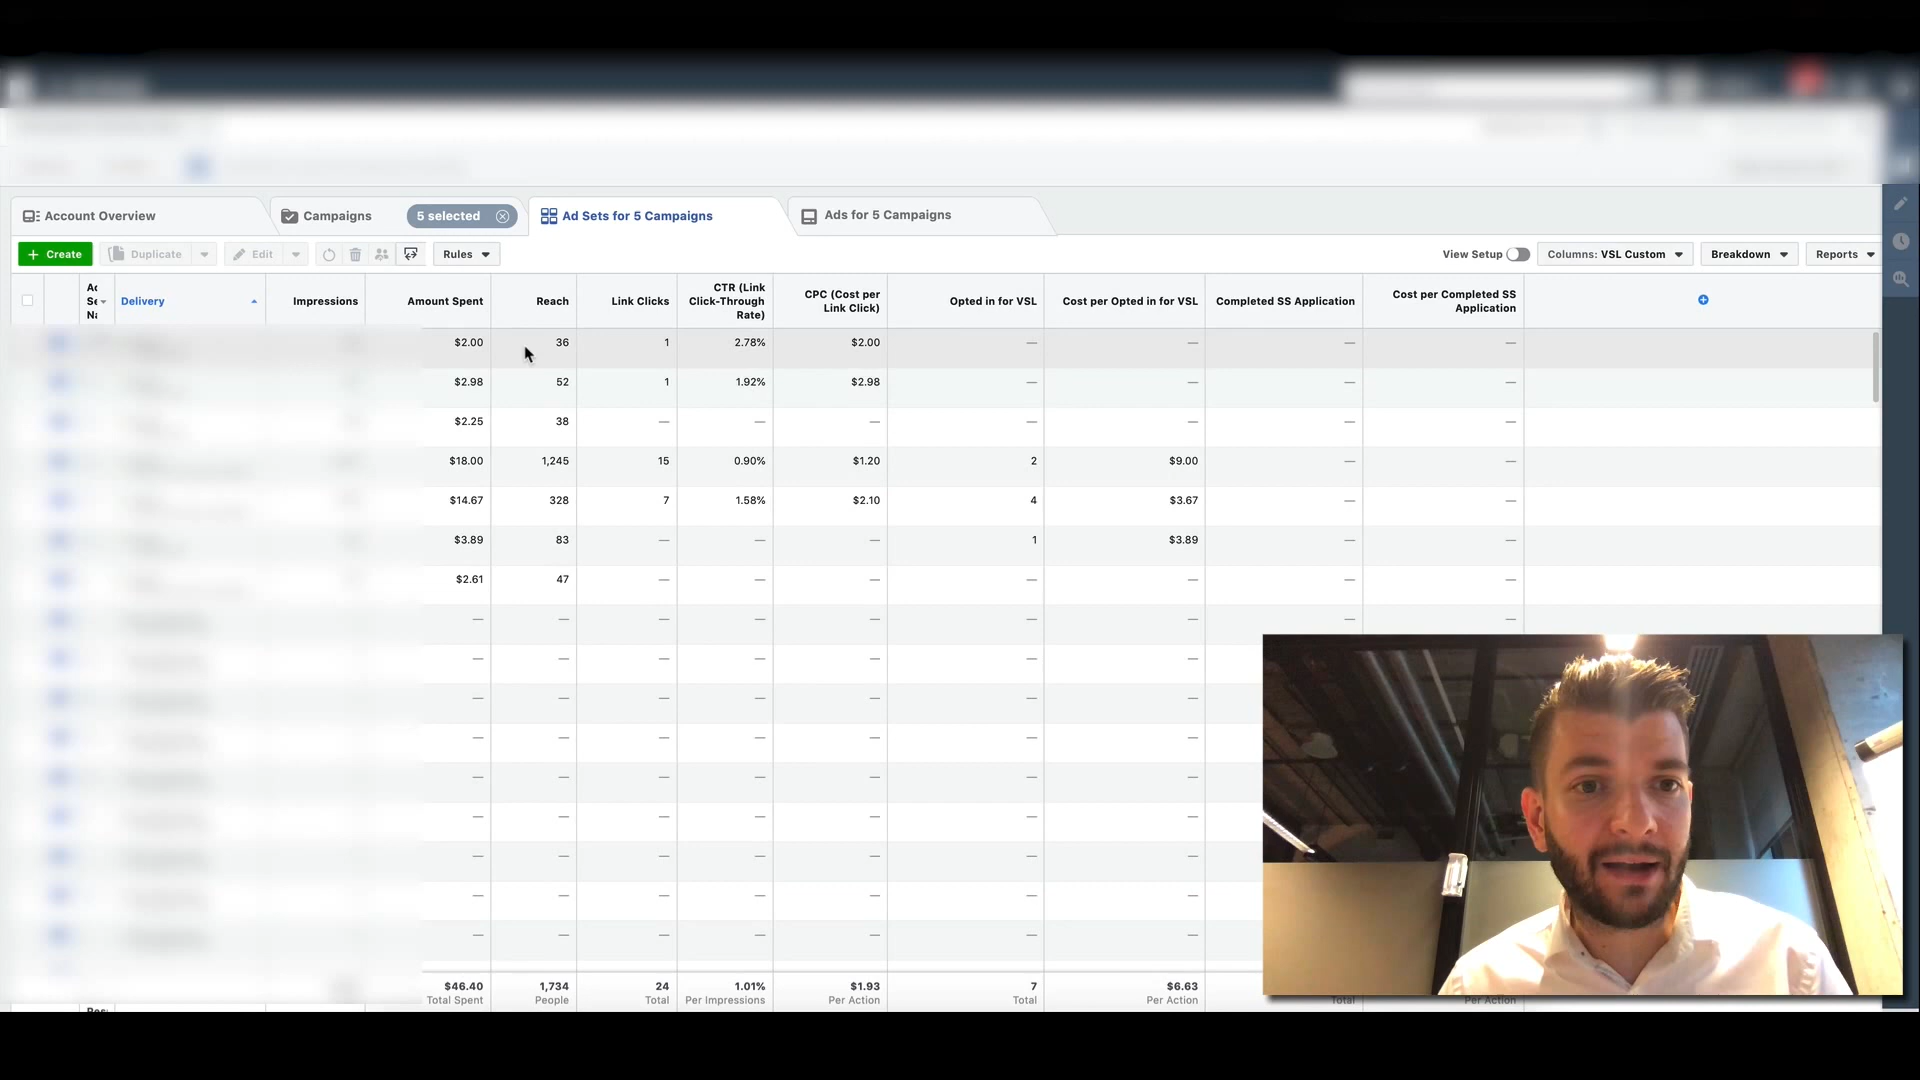 Account Overview
Campaigns
5 selected
Ad Sets for 5 Campaigns
Ads for 5 Campaigns
+ Create
Duplicate
Edit
Rules
View Setup
Columns: VSL Custom
Breakdown
Reports
Delivery
Impressions
Amount Spent
Reach
Link Clicks
CTR (Link
Click-Through
Rate)
CPC (Cost per
Link Click)
Opted in for VSL
Cost per Opted in for VSL
Completed SS Application
Cost per Completed SS
Application
$2.00 36 1 2.78% $2.00 — — — —
$2.98 52 1 1.92% $2.98 — — — —
$2.25 38 — — — — — — —
$18.00 1,245 15 0.90% $1.20 2 $9.00 — —
$14.67 328 7 1.58% $2.10 4 $3.67 — —
$3.89 83 — — — 1 $3.89 — —
$2.61 47 — — — — — — —
— — — — — — — —
— — — — — — —
— — — — — — —
— — — — — — —
— — — — — — —
— — — — — — —
— — — — — — —
— — — — — — —
— — — — — — —
$46.40 1,734 24 1.01% $1.93 7 $6.63
Total Spent People Total Per Impressions Per Action Total Per Action Total Per Action